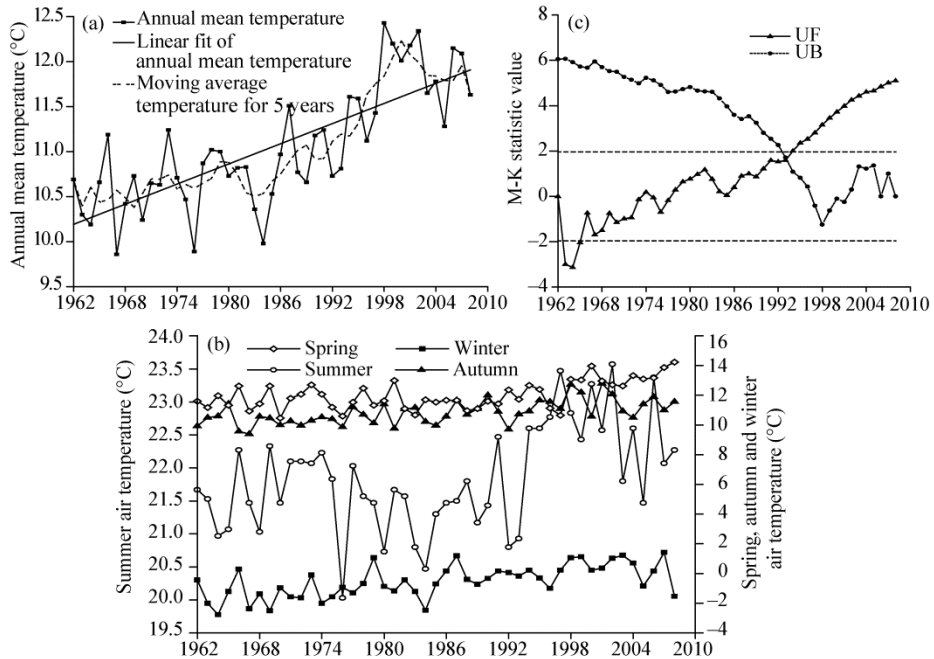 (a)
Annual mean temperature
Linear fit of
annual mean temperature
Moving average
temperature for 5 years
Annual mean temperature (°C)
12.5
12.0
11.5
11.0
10.5
10.0
9.5
1962 1968 1974 1980 1986 1992 1998 2004 2010
(c)
UF
UB
M-K statistic value
8
6
4
2
0
−2
−4
1962 1968 1974 1980 1986 1992 1998 2004 2010
(b)
Spring
Winter
Summer
Autumn
Summer air temperature (°C)
24.0
23.0
22.5
22.0
21.0
20.5
20.0
19.5
Spring, autumn and winter
air temperature (°C)
16
14
12
10
8
6
4
2
0
−2
−4
1962 1968 1974 1980 1986 1992 1998 2004 2010